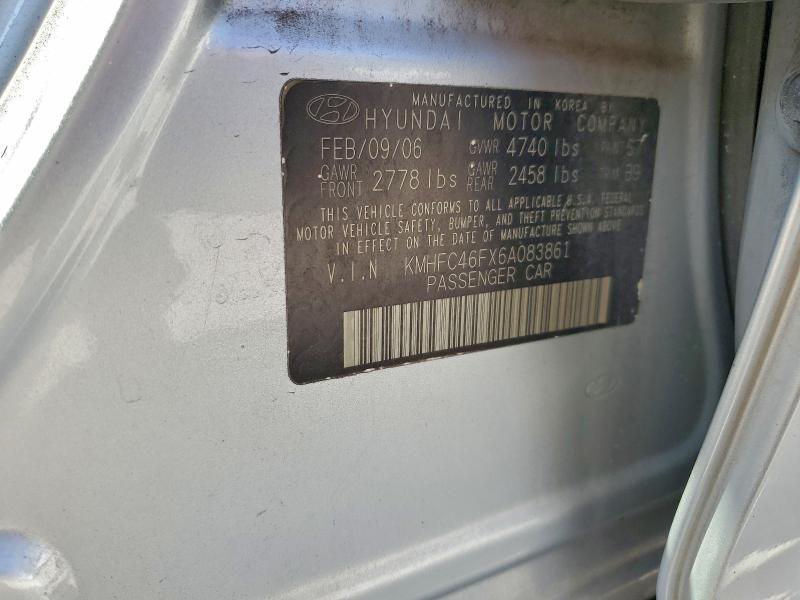 MANUFACTURED IN KOREA BY
HYUNDAI MOTOR COMPANY
FEB/09/06 GVWR 4740 lbs PAINT
GAWR FRONT 2778 lbs GAWR REAR 2458 lbs TRIM
THIS VEHICLE CONFORMS TO ALL APPLICABLE U.S.A. FEDERAL
MOTOR VEHICLE SAFETY, BUMPER, AND THEFT PREVENTION STANDARDS
IN EFFECT ON THE DATE OF MANUFACTURE SHOWN ABOVE
V.I.N KMHFC46FX6A083861
PASSENGER CAR